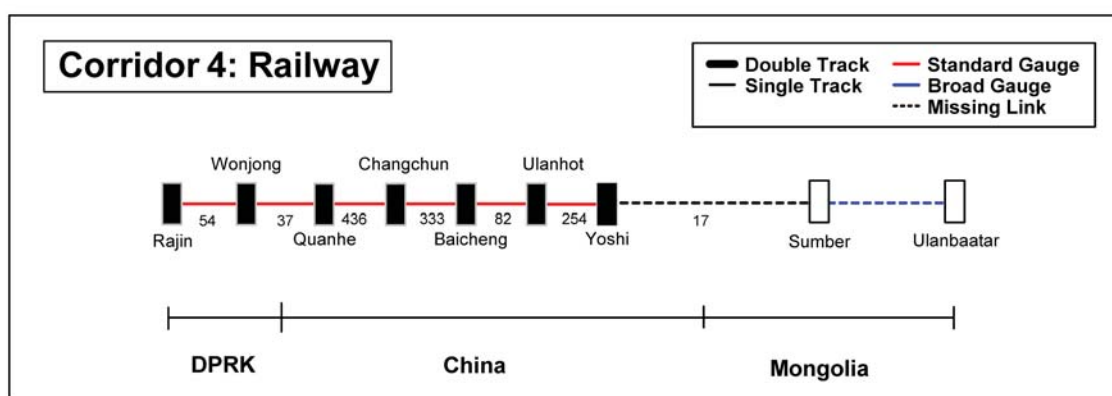 Corridor 4: Railway
Double Track
Single Track
Standard Gauge
Broad Gauge
Missing Link
Wonjong
Changchun
Ulanhot
54
37
436
333
82
254
17
Rajin
Quanhe
Baicheng
Yoshi
Sumber
Ulanbaatar
DPRK
China
Mongolia